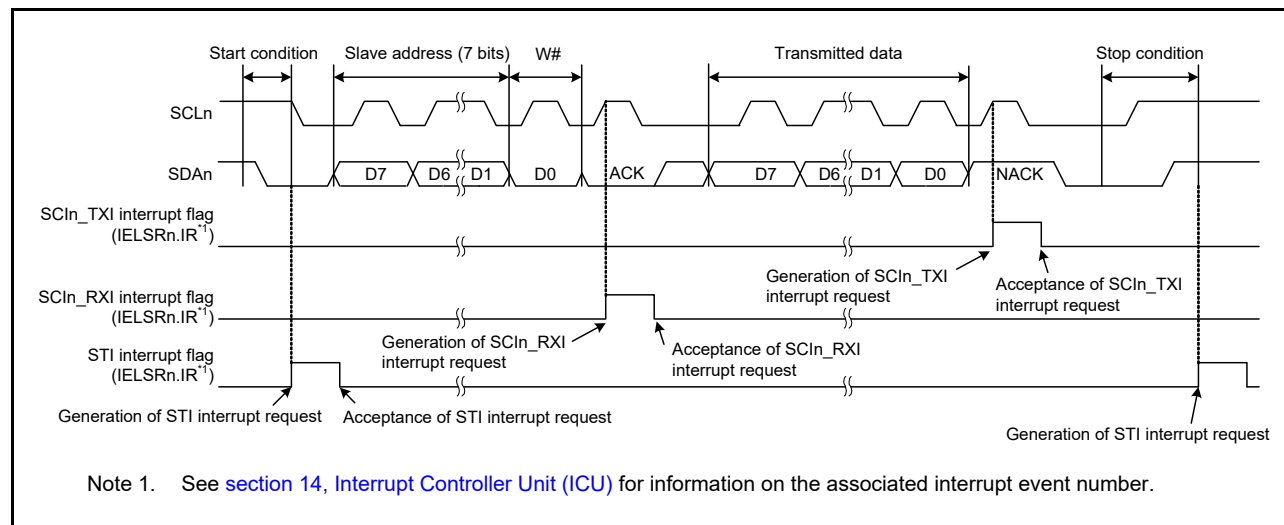 Start condition
Slave address (7 bits)
W#
Transmitted data
Stop condition
SCLn
SDAn
D7
D6
D1
D0
ACK
D7
D6
D1
D0
NACK
SCIn_TXI interrupt flag
(IELSRn.IR*1)
Generation of SCIn_TXI
interrupt request
Acceptance of SCIn_TXI
interrupt request
SCIn_RXI interrupt flag
(IELSRn.IR*1)
Generation of SCIn_RXI
interrupt request
Acceptance of SCIn_RXI
interrupt request
STI interrupt flag
(IELSRn.IR*1)
Generation of STI interrupt request
Acceptance of STI interrupt request
Generation of STI interrupt request
Note 1. See section 14, Interrupt Controller Unit (ICU) for information on the associated interrupt event number.